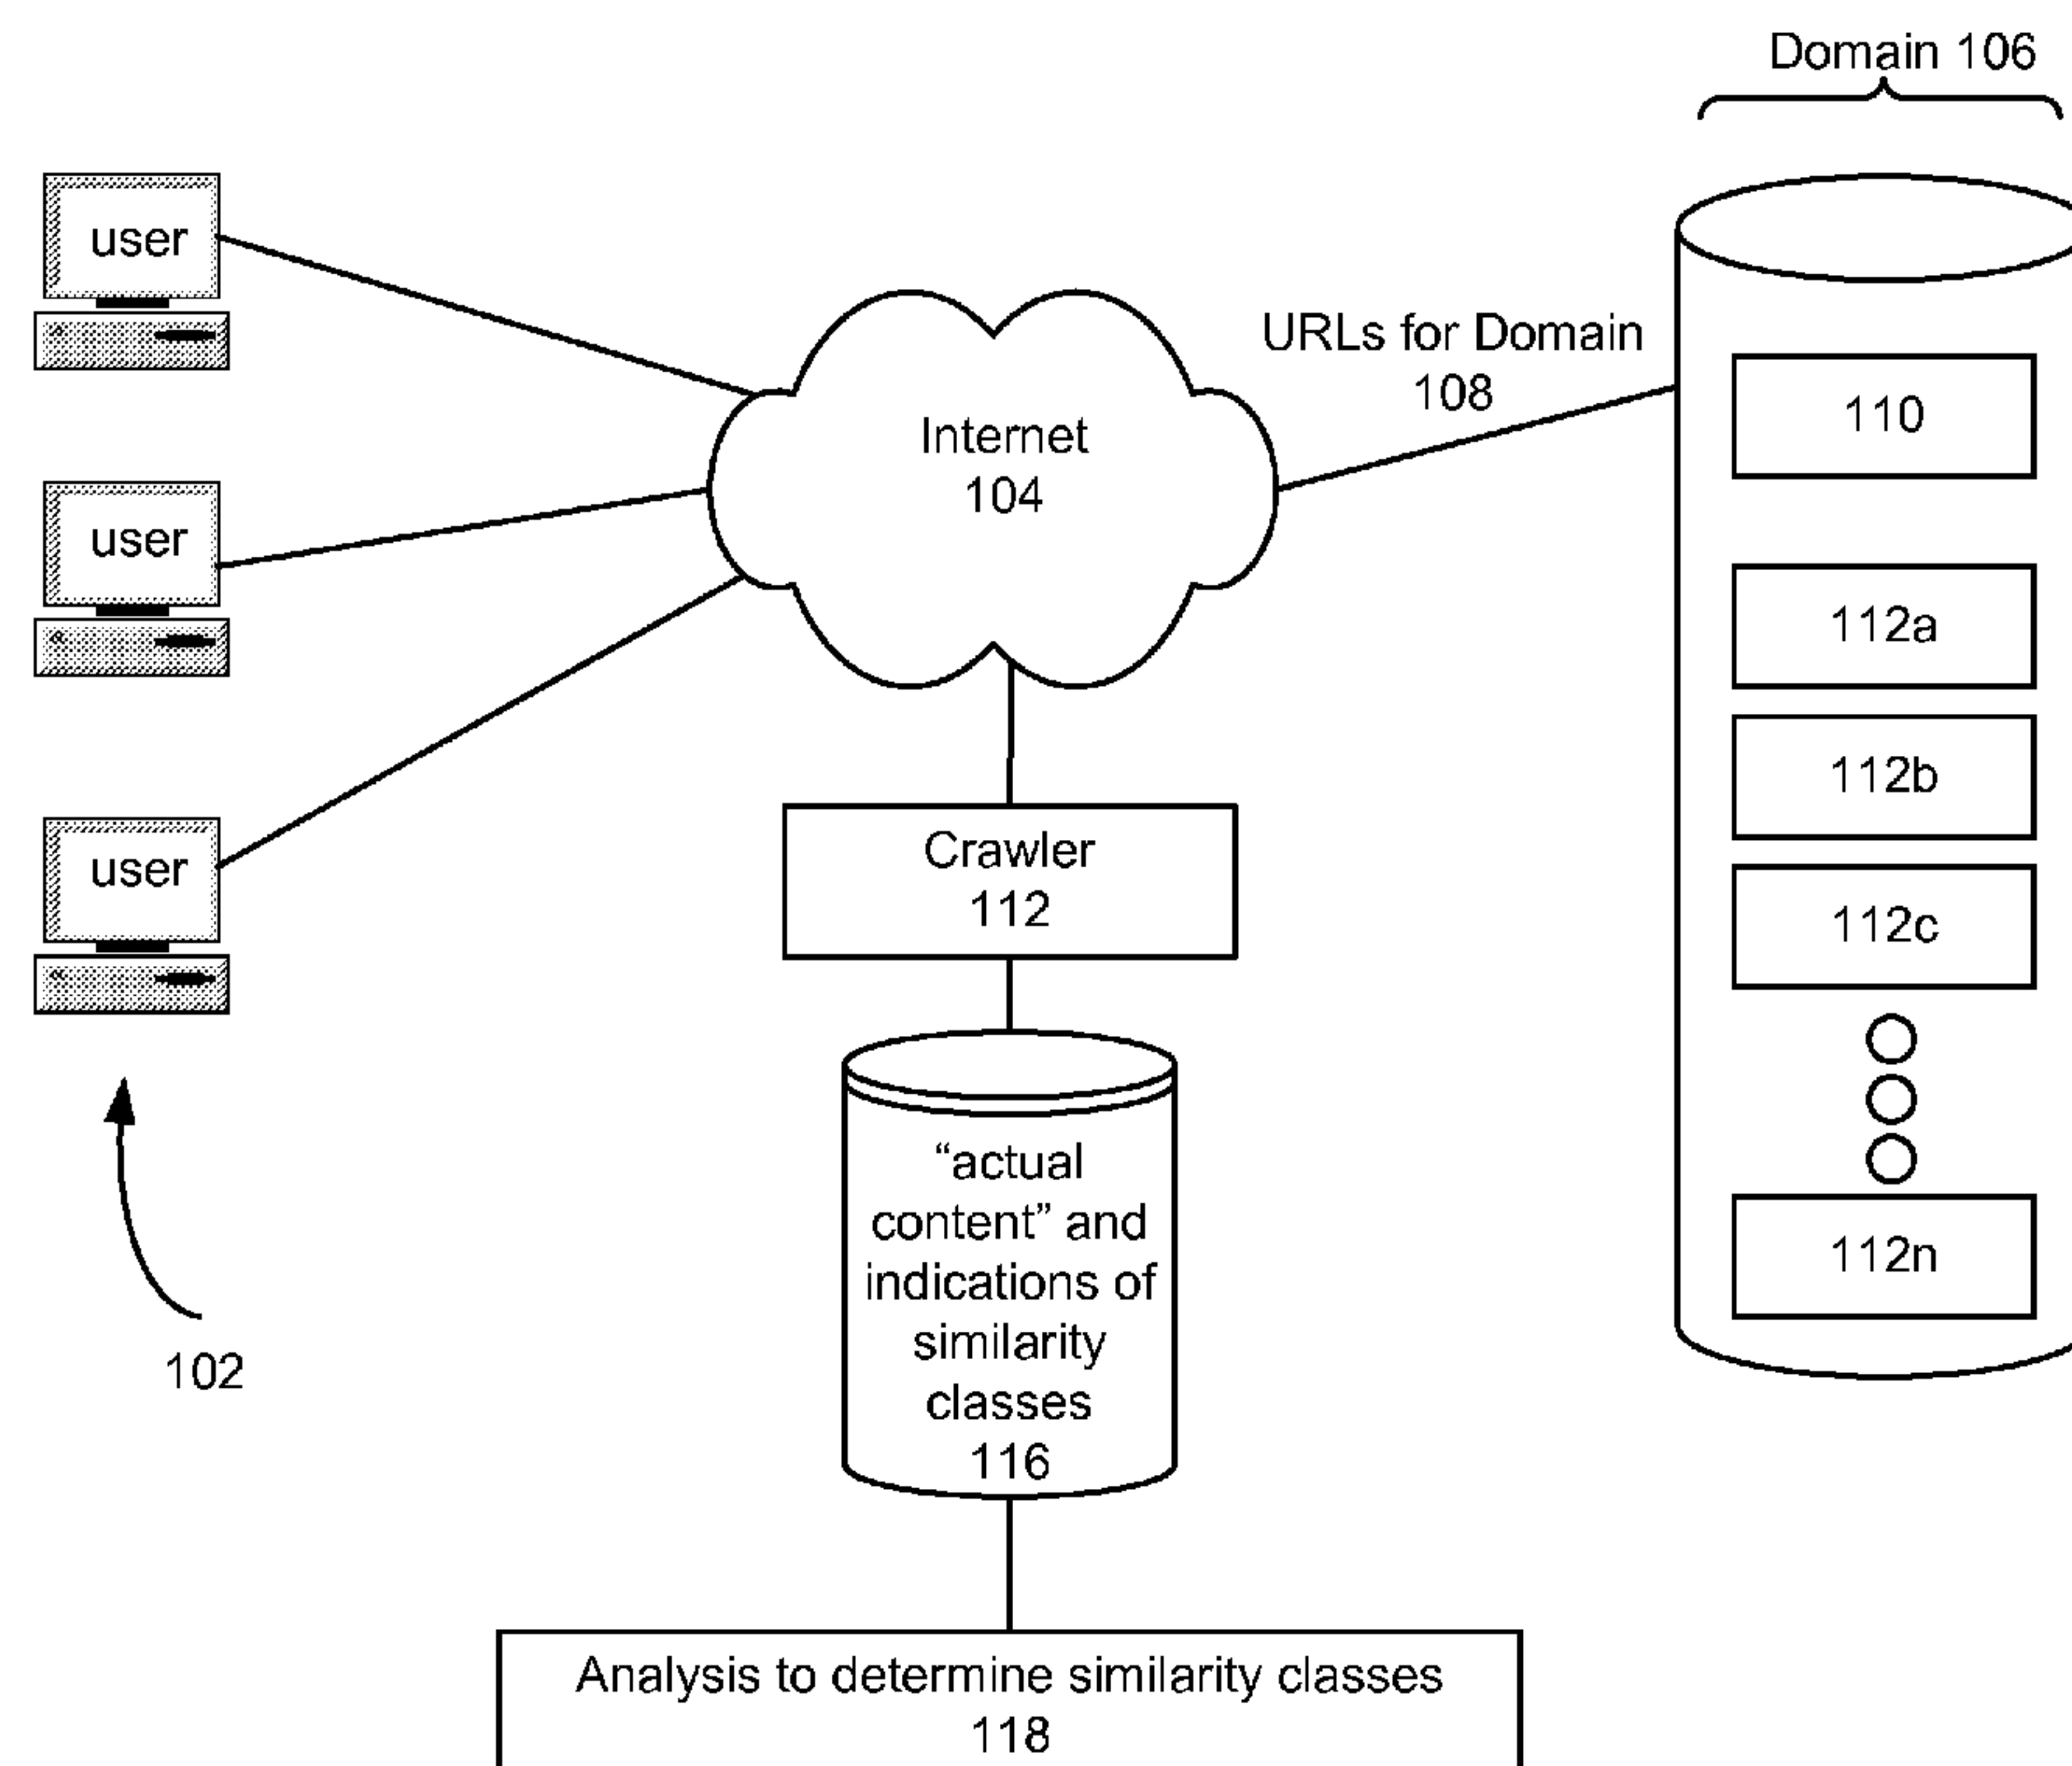 Domain 106
user
user
user
102
Internet
104
URLs for Domain
108
110
112a
112b
112c
112n
Crawler
112
“actual
content” and
indications of
similarity
classes
116
Analysis to determine similarity classes
118